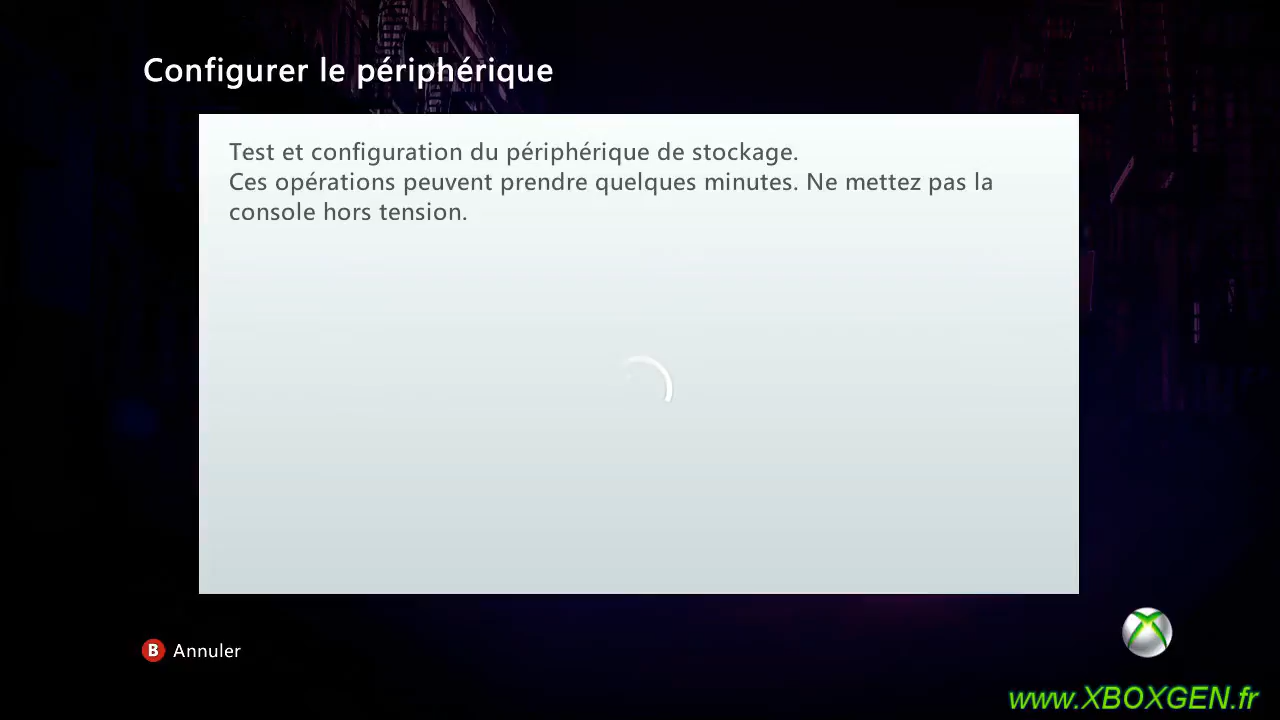 Configurer le périphérique
Test et configuration du périphérique de stockage.
Ces opérations peuvent prendre quelques minutes. Ne mettez pas la
console hors tension.
B Annuler
www.XBOXGEN.fr